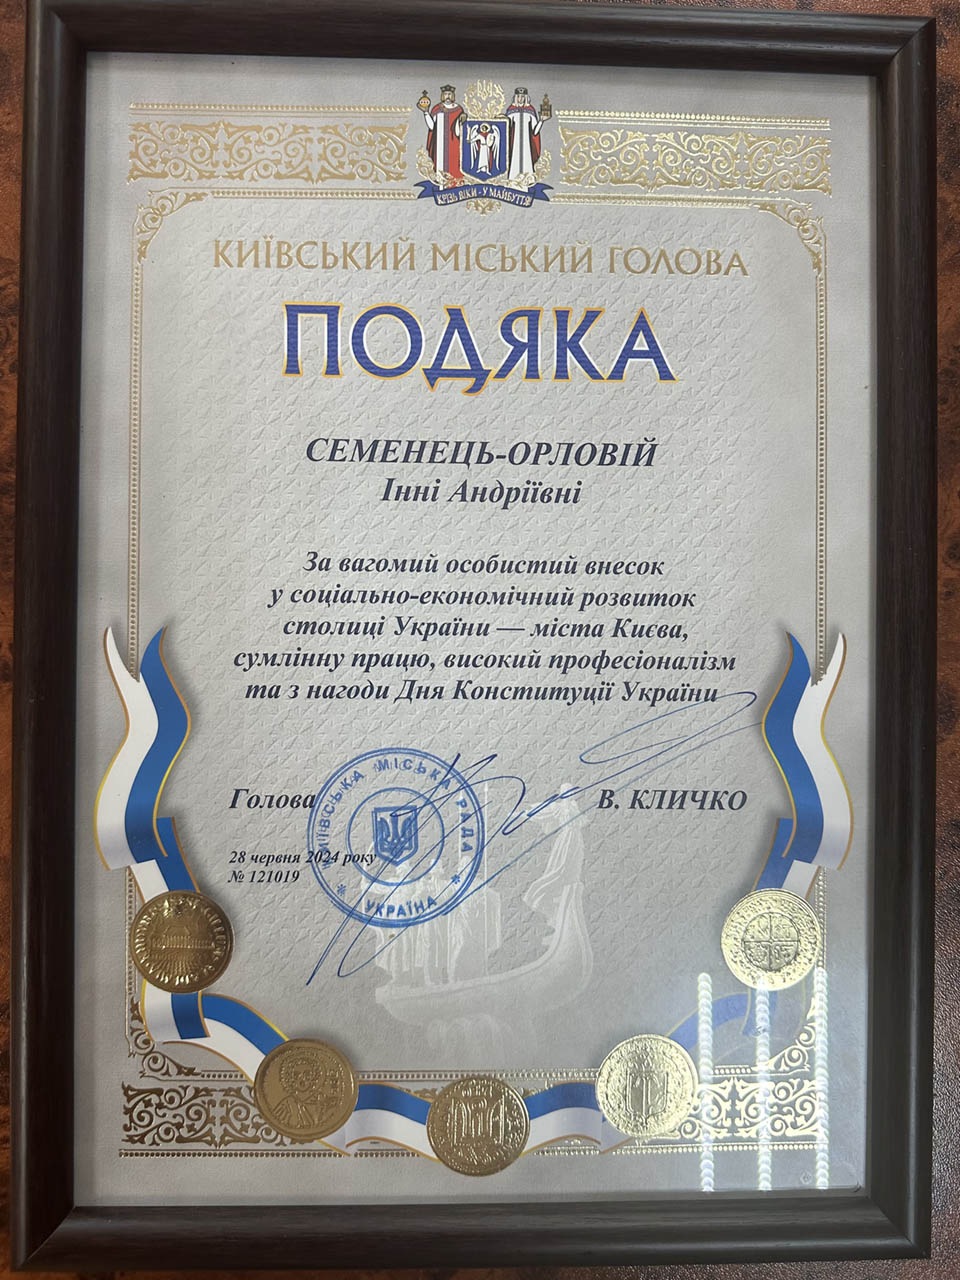 КРІЗЬ ВІКИ - У МАЙБУТТЯ
КИЇВСЬКИЙ МІСЬКИЙ ГОЛОВА
ПОДЯКА
СЕМЕНЕЦЬ-ОРЛОВІЙ
Інні Андріївні
За вагомий особистий внесок
у соціально-економічний розвиток
столиці України — міста Києва,
сумлінну працю, високий професіоналізм
та з нагоди Дня Конституції України
Голова В. КЛИЧКО
КИЇВСЬКА МІСЬКА РАДА
* УКРАЇНА *
28 червня 2024 року
№ 121019